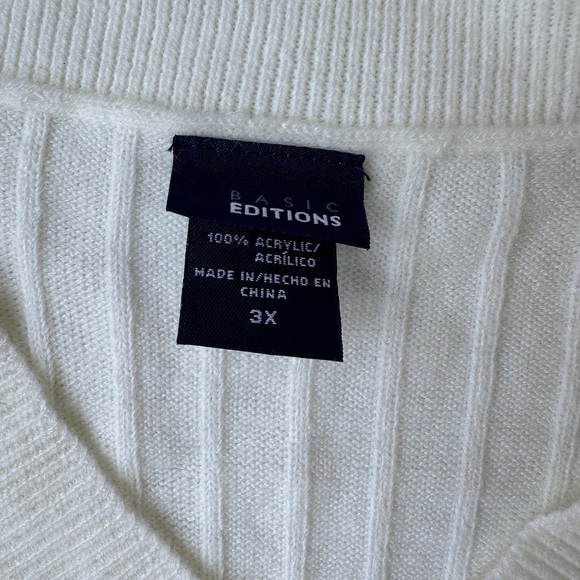 BASIC
EDITIONS
100% ACRYLIC/
ACRÍLICO
MADE IN/HECHO EN
CHINA
3X